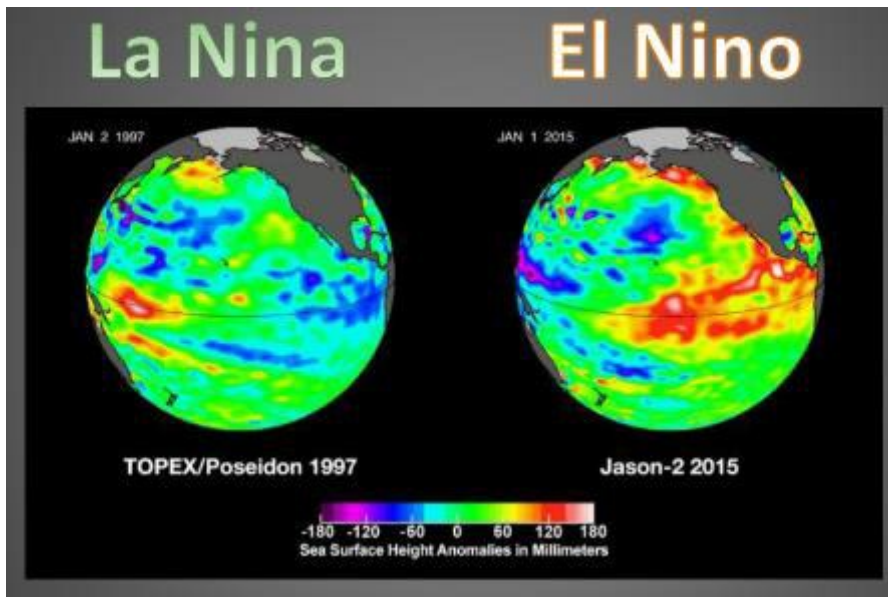 La Nina El Nino
JAN 2 1997 JAN 1 2015
TOPEX/Poseidon 1997 Jason-2 2015
-180 -120 -60 0 60 120 180
Sea Surface Height Anomalies in Millimeters